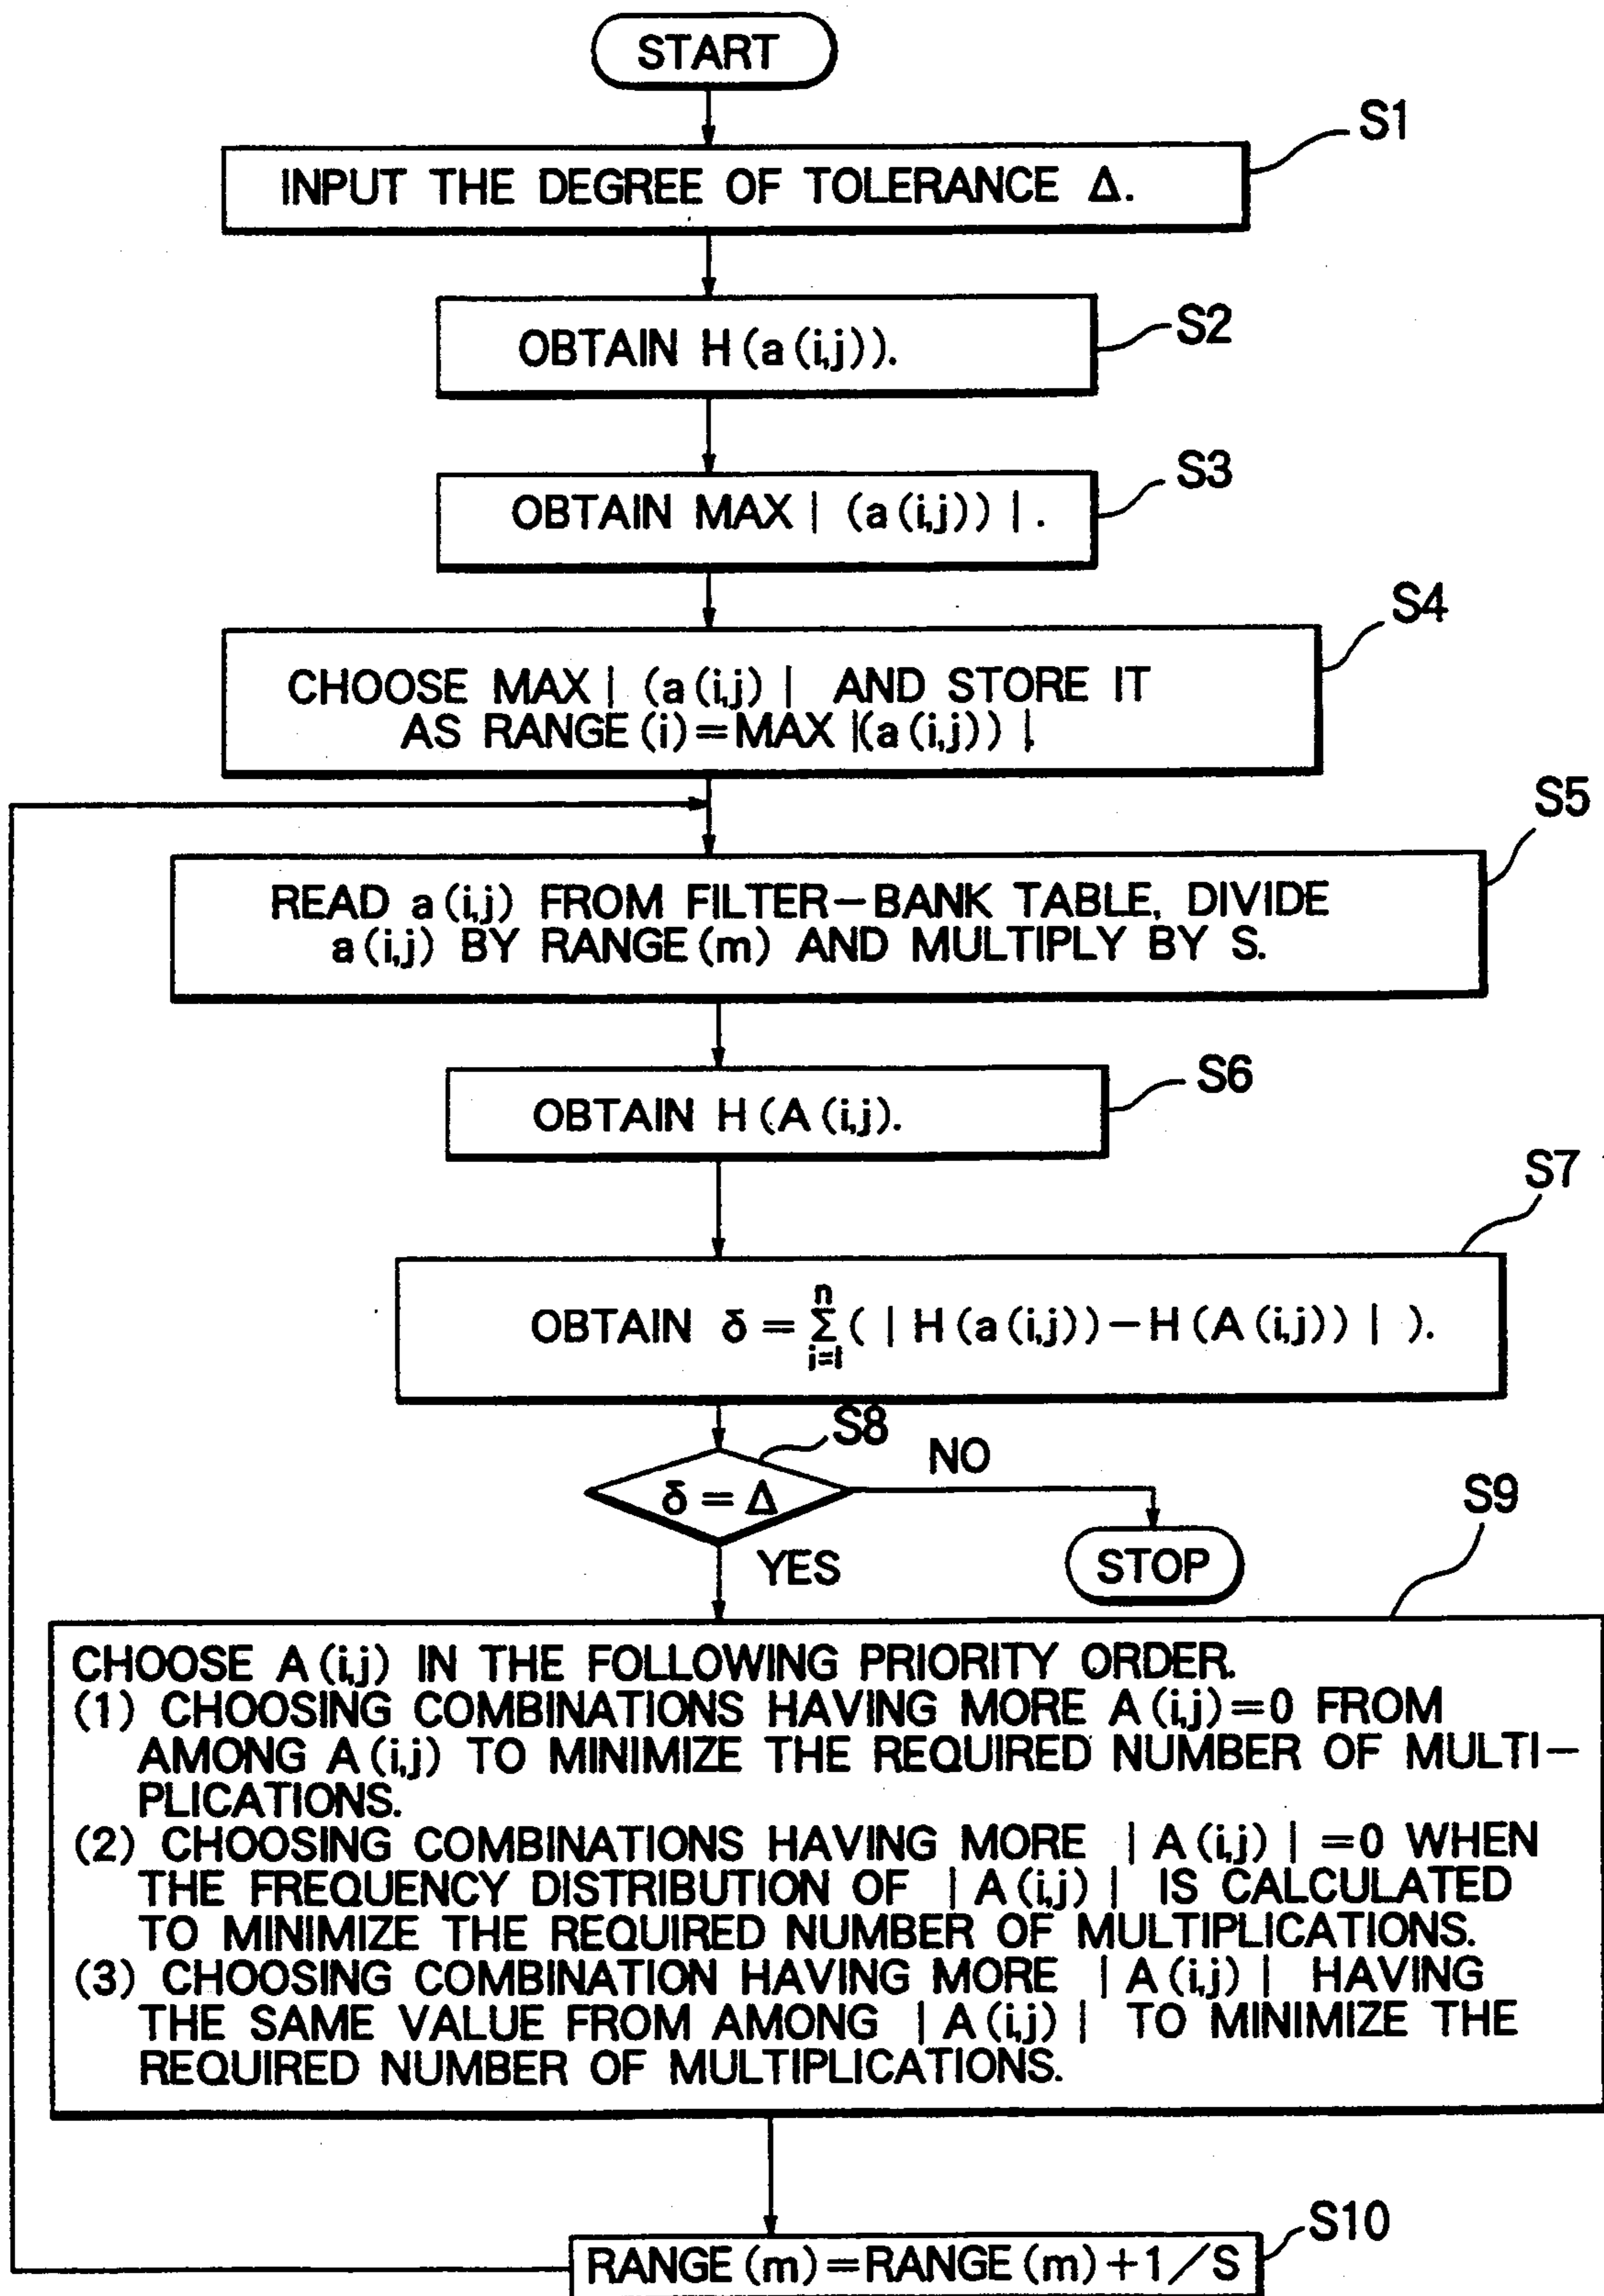 START
S1
INPUT THE DEGREE OF TOLERANCE Δ.
S2
OBTAIN H(a(i,j)).
S3
OBTAIN MAX | (a(i,j)) | .
S4
CHOOSE MAX | (a(i,j) | AND STORE IT
AS RANGE(i)=MAX |(a(i,j)) |.
S5
READ a(i,j) FROM FILTER-BANK TABLE, DIVIDE
a(i,j) BY RANGE(m) AND MULTIPLY BY S.
S6
OBTAIN H(A(i,j).
S7
OBTAIN δ = n Σ i=1 ( | H(a(i,j))-H(A(i,j)) | ).
S8
NO
δ = Δ
S9
STOP
YES
CHOOSE A(i,j) IN THE FOLLOWING PRIORITY ORDER.
(1) CHOOSING COMBINATIONS HAVING MORE A(i,j)=0 FROM
AMONG A(i,j) TO MINIMIZE THE REQUIRED NUMBER OF MULTI-
PLICATIONS.
(2) CHOOSING COMBINATIONS HAVING MORE | A(i,j) | =0 WHEN
THE FREQUENCY DISTRIBUTION OF | A(i,j) | IS CALCULATED
TO MINIMIZE THE REQUIRED NUMBER OF MULTIPLICATIONS.
(3) CHOOSING COMBINATION HAVING MORE | A(i,j) | HAVING
THE SAME VALUE FROM AMONG | A(i,j) | TO MINIMIZE THE
REQUIRED NUMBER OF MULTIPLICATIONS.
S10
RANGE(m)=RANGE(m)+1/S